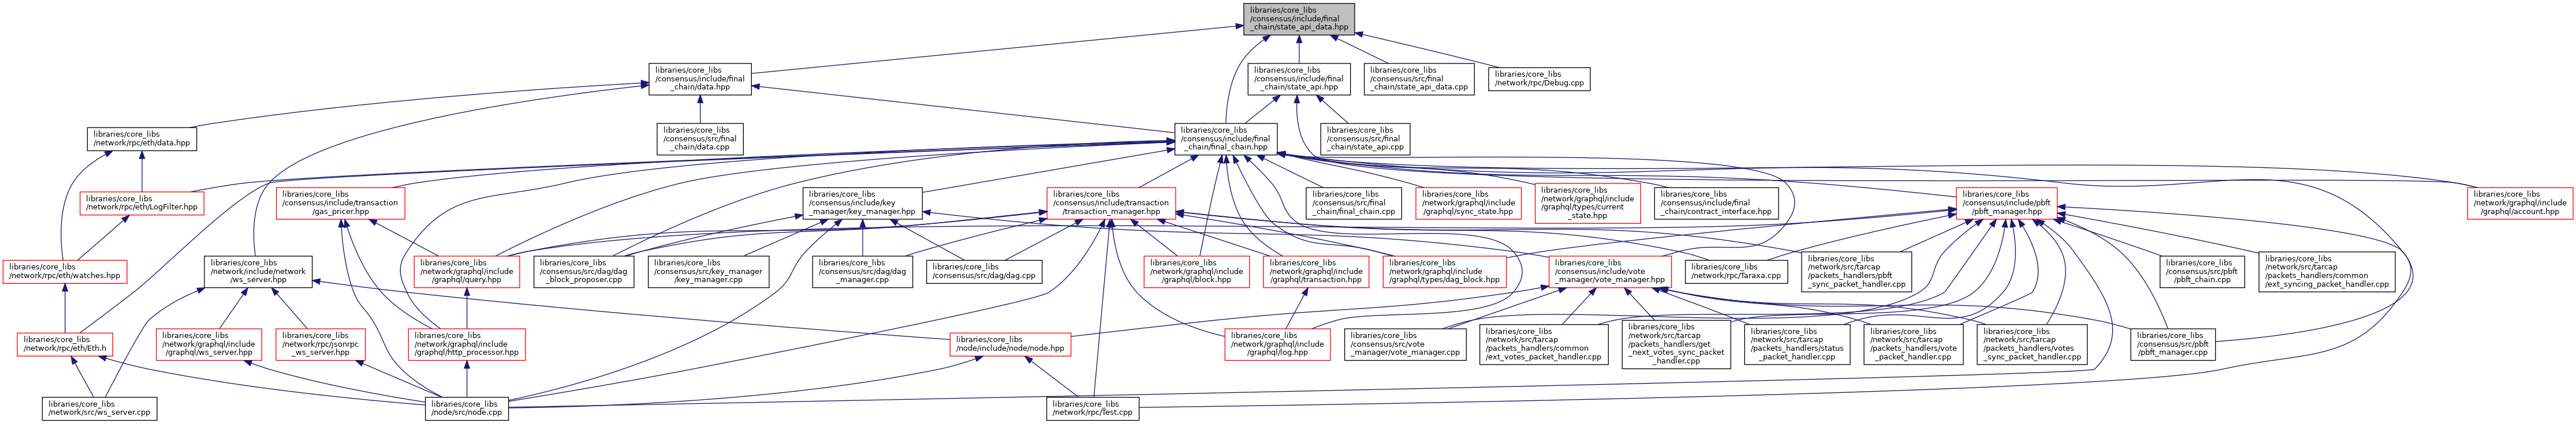 libraries/core_libs
/consensus/include/final
_chain/state_api_data.hpp
libraries/core_libs
/consensus/include/final
_chain/data.hpp
libraries/core_libs
/consensus/include/final
_chain/state_api.hpp
libraries/core_libs
/consensus/src/final
_chain/state_api_data.cpp
libraries/core_libs
/network/rpc/Debug.cpp
libraries/core_libs
/network/rpc/eth/data.hpp
libraries/core_libs
/consensus/src/final
_chain/data.cpp
libraries/core_libs
/consensus/include/final
_chain/final_chain.hpp
libraries/core_libs
/consensus/src/final
_chain/state_api.cpp
libraries/core_libs
/network/rpc/eth/LogFilter.hpp
libraries/core_libs
/consensus/include/transaction
/gas_pricer.hpp
libraries/core_libs
/consensus/include/key
_manager/key_manager.hpp
libraries/core_libs
/consensus/include/transaction
/transaction_manager.hpp
libraries/core_libs
/consensus/src/final
_chain/final_chain.cpp
libraries/core_libs
/network/graphql/include
/graphql/sync_state.hpp
libraries/core_libs
/network/graphql/include
/graphql/types/current
_state.hpp
libraries/core_libs
/consensus/include/final
_chain/contract_interface.hpp
libraries/core_libs
/consensus/include/pbft
/pbft_manager.hpp
libraries/core_libs
/network/graphql/include
/graphql/account.hpp
libraries/core_libs
/network/rpc/eth/watches.hpp
libraries/core_libs
/network/include/network
/ws_server.hpp
libraries/core_libs
/network/graphql/include
/graphql/query.hpp
libraries/core_libs
/consensus/src/dag/dag
_block_proposer.cpp
libraries/core_libs
/consensus/src/key_manager
/key_manager.cpp
libraries/core_libs
/consensus/src/dag/dag
_manager.cpp
libraries/core_libs
/consensus/src/dag/dag.cpp
libraries/core_libs
/network/graphql/include
/graphql/block.hpp
libraries/core_libs
/network/graphql/include
/graphql/transaction.hpp
libraries/core_libs
/network/graphql/include
/graphql/types/dag_block.hpp
libraries/core_libs
/consensus/include/vote
_manager/vote_manager.hpp
libraries/core_libs
/network/rpc/Taraxa.cpp
libraries/core_libs
/network/src/tarcap
/packets_handlers/pbft
_sync_packet_handler.cpp
libraries/core_libs
/consensus/src/pbft
/pbft_chain.cpp
libraries/core_libs
/network/src/tarcap
/packets_handlers/common
/ext_syncing_packet_handler.cpp
libraries/core_libs
/network/rpc/eth/Eth.h
libraries/core_libs
/network/graphql/include
/graphql/ws_server.hpp
libraries/core_libs
/network/rpc/jsonrpc
_ws_server.hpp
libraries/core_libs
/network/graphql/include
/graphql/http_processor.hpp
libraries/core_libs
/node/include/node/node.hpp
libraries/core_libs
/network/graphql/include
/graphql/log.hpp
libraries/core_libs
/consensus/src/vote
_manager/vote_manager.cpp
libraries/core_libs
/network/src/tarcap
/packets_handlers/common
/ext_votes_packet_handler.cpp
libraries/core_libs
/network/src/tarcap
/packets_handlers/get
_next_votes_sync_packet
_handler.cpp
libraries/core_libs
/network/src/tarcap
/packets_handlers/status
_packet_handler.cpp
libraries/core_libs
/network/src/tarcap
/packets_handlers/vote
_packet_handler.cpp
libraries/core_libs
/network/src/tarcap
/packets_handlers/votes
_sync_packet_handler.cpp
libraries/core_libs
/consensus/src/pbft
/pbft_manager.cpp
libraries/core_libs
/network/src/ws_server.cpp
libraries/core_libs
/node/src/node.cpp
libraries/core_libs
/network/rpc/Test.cpp